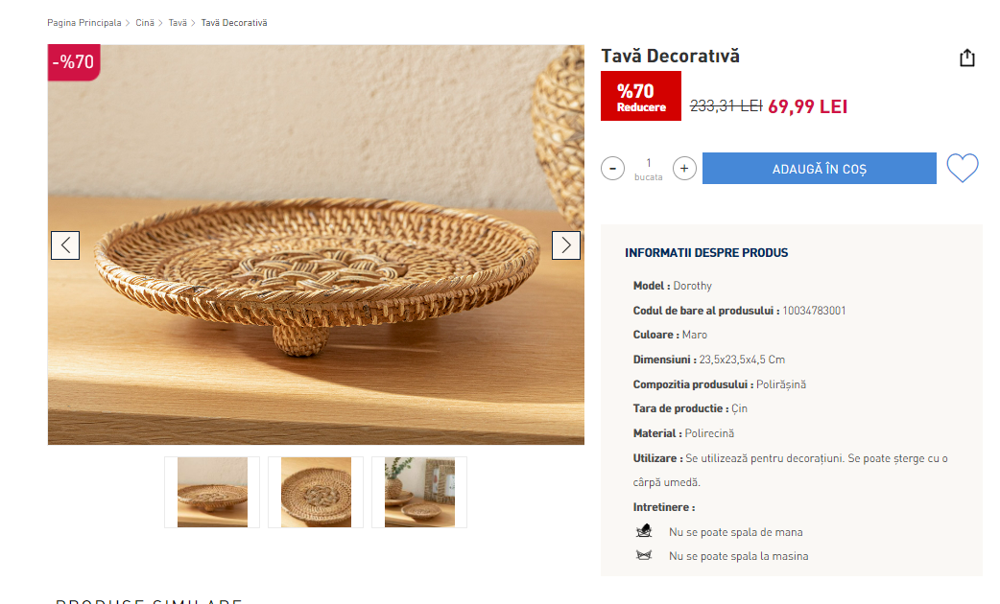 Pagina Principala > Cină > Tavă > Tavă Decorativă
-%70
Tavă Decoratıvă
%70
Reducere
233,31 LEI 69,99 LEI
- 1 +
bucata
ADAUGĂ ÎN COȘ
INFORMATII DESPRE PRODUS
Model : Dorothy
Codul de bare al produsului : 10034783001
Culoare : Maro
Dimensiuni : 23,5x23,5x4,5 Cm
Compozitia produsului : Polirășină
Tara de productie : Çin
Material : Polirecină
Utilizare : Se utilizează pentru decorațiuni. Se poate șterge cu o
cârpă umedă.
Intretinere :
Nu se poate spala de mana
Nu se poate spala la masina
PRODUSE SIMILARE